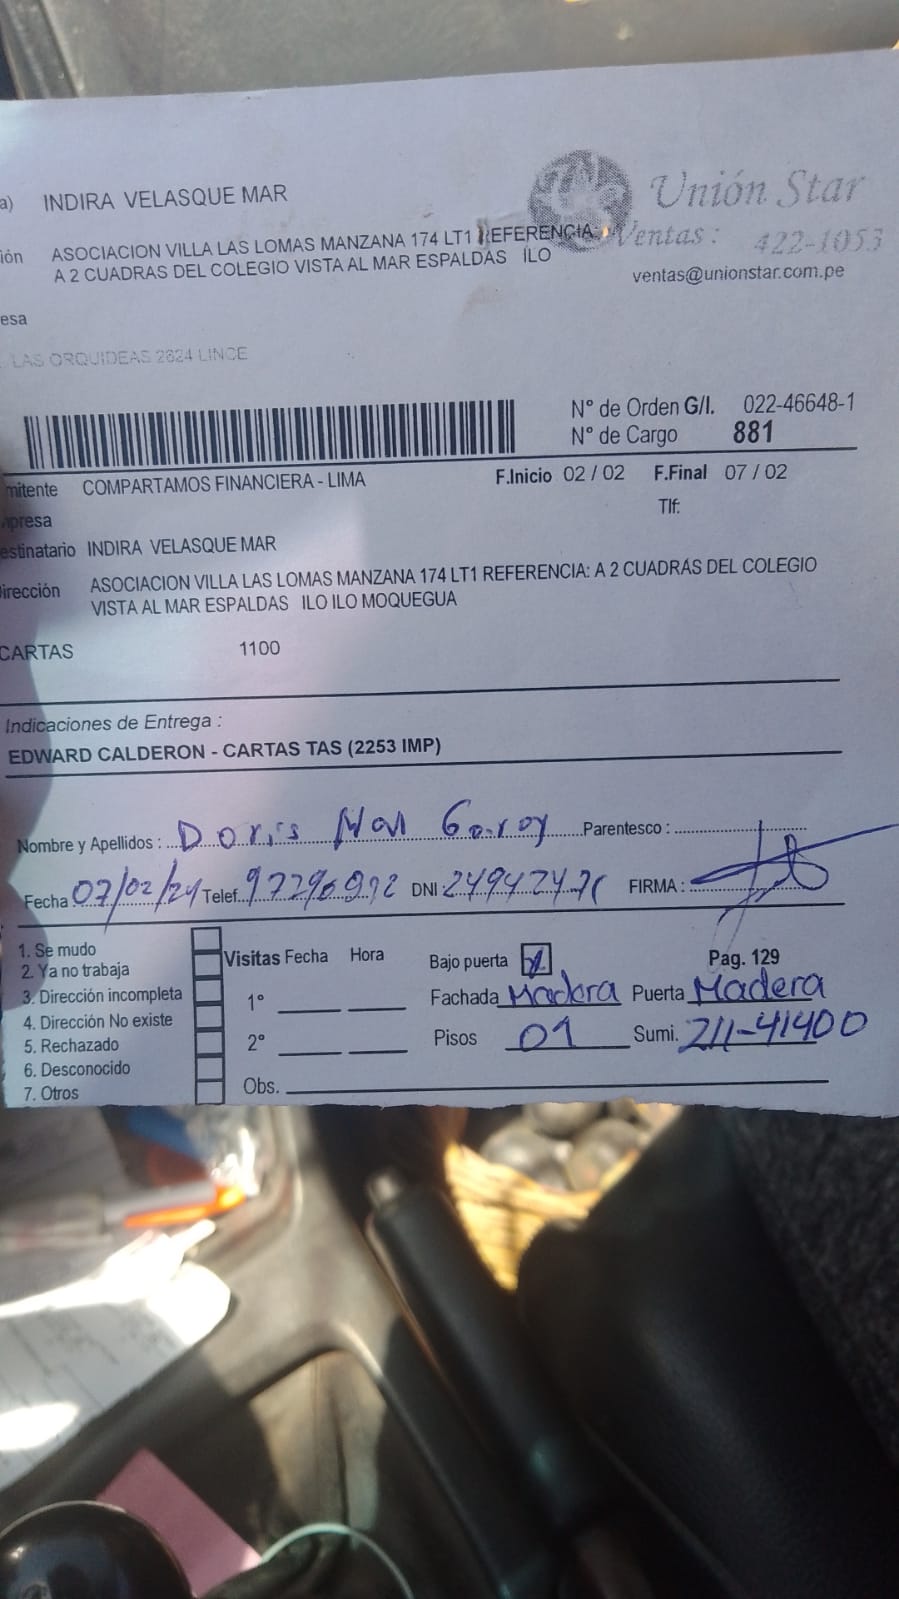 a) INDIRA VELASQUE MAR
Unión Star
ión ASOCIACION VILLA LAS LOMAS MANZANA 174 LT1 REFERENCIA: Ventas: 422-1053
A 2 CUADRAS DEL COLEGIO VISTA AL MAR ESPALDAS ILO
ventas@unionstar.com.pe
esa
LAS ORQUIDEAS 2624 LINCE
N° de Orden G/I. 022-46648-1
N° de Cargo 881
mitente COMPARTAMOS FINANCIERA - LIMA F.Inicio 02 / 02 F.Final 07 / 02
mpresa Tlf:
estinatario INDIRA VELASQUE MAR
Dirección ASOCIACION VILLA LAS LOMAS MANZANA 174 LT1 REFERENCIA: A 2 CUADRAS DEL COLEGIO
VISTA AL MAR ESPALDAS ILO ILO MOQUEGUA
CARTAS 1100
Indicaciones de Entrega :
EDWARD CALDERON - CARTAS TAS (2253 IMP)
Nombre y Apellidos : Doris Parentesco :
Fecha 07/02/24 Telef. DNI: FIRMA :
1. Se mudo
2. Ya no trabaja
3. Dirección incompleta
4. Dirección No existe
5. Rechazado
6. Desconocido
7. Otros
Visitas Fecha Hora
1°
2°
Obs.
Bajo puerta Pag. 129
Fachada Madera Puerta Madera
Pisos 01 Sumi. 211-41400